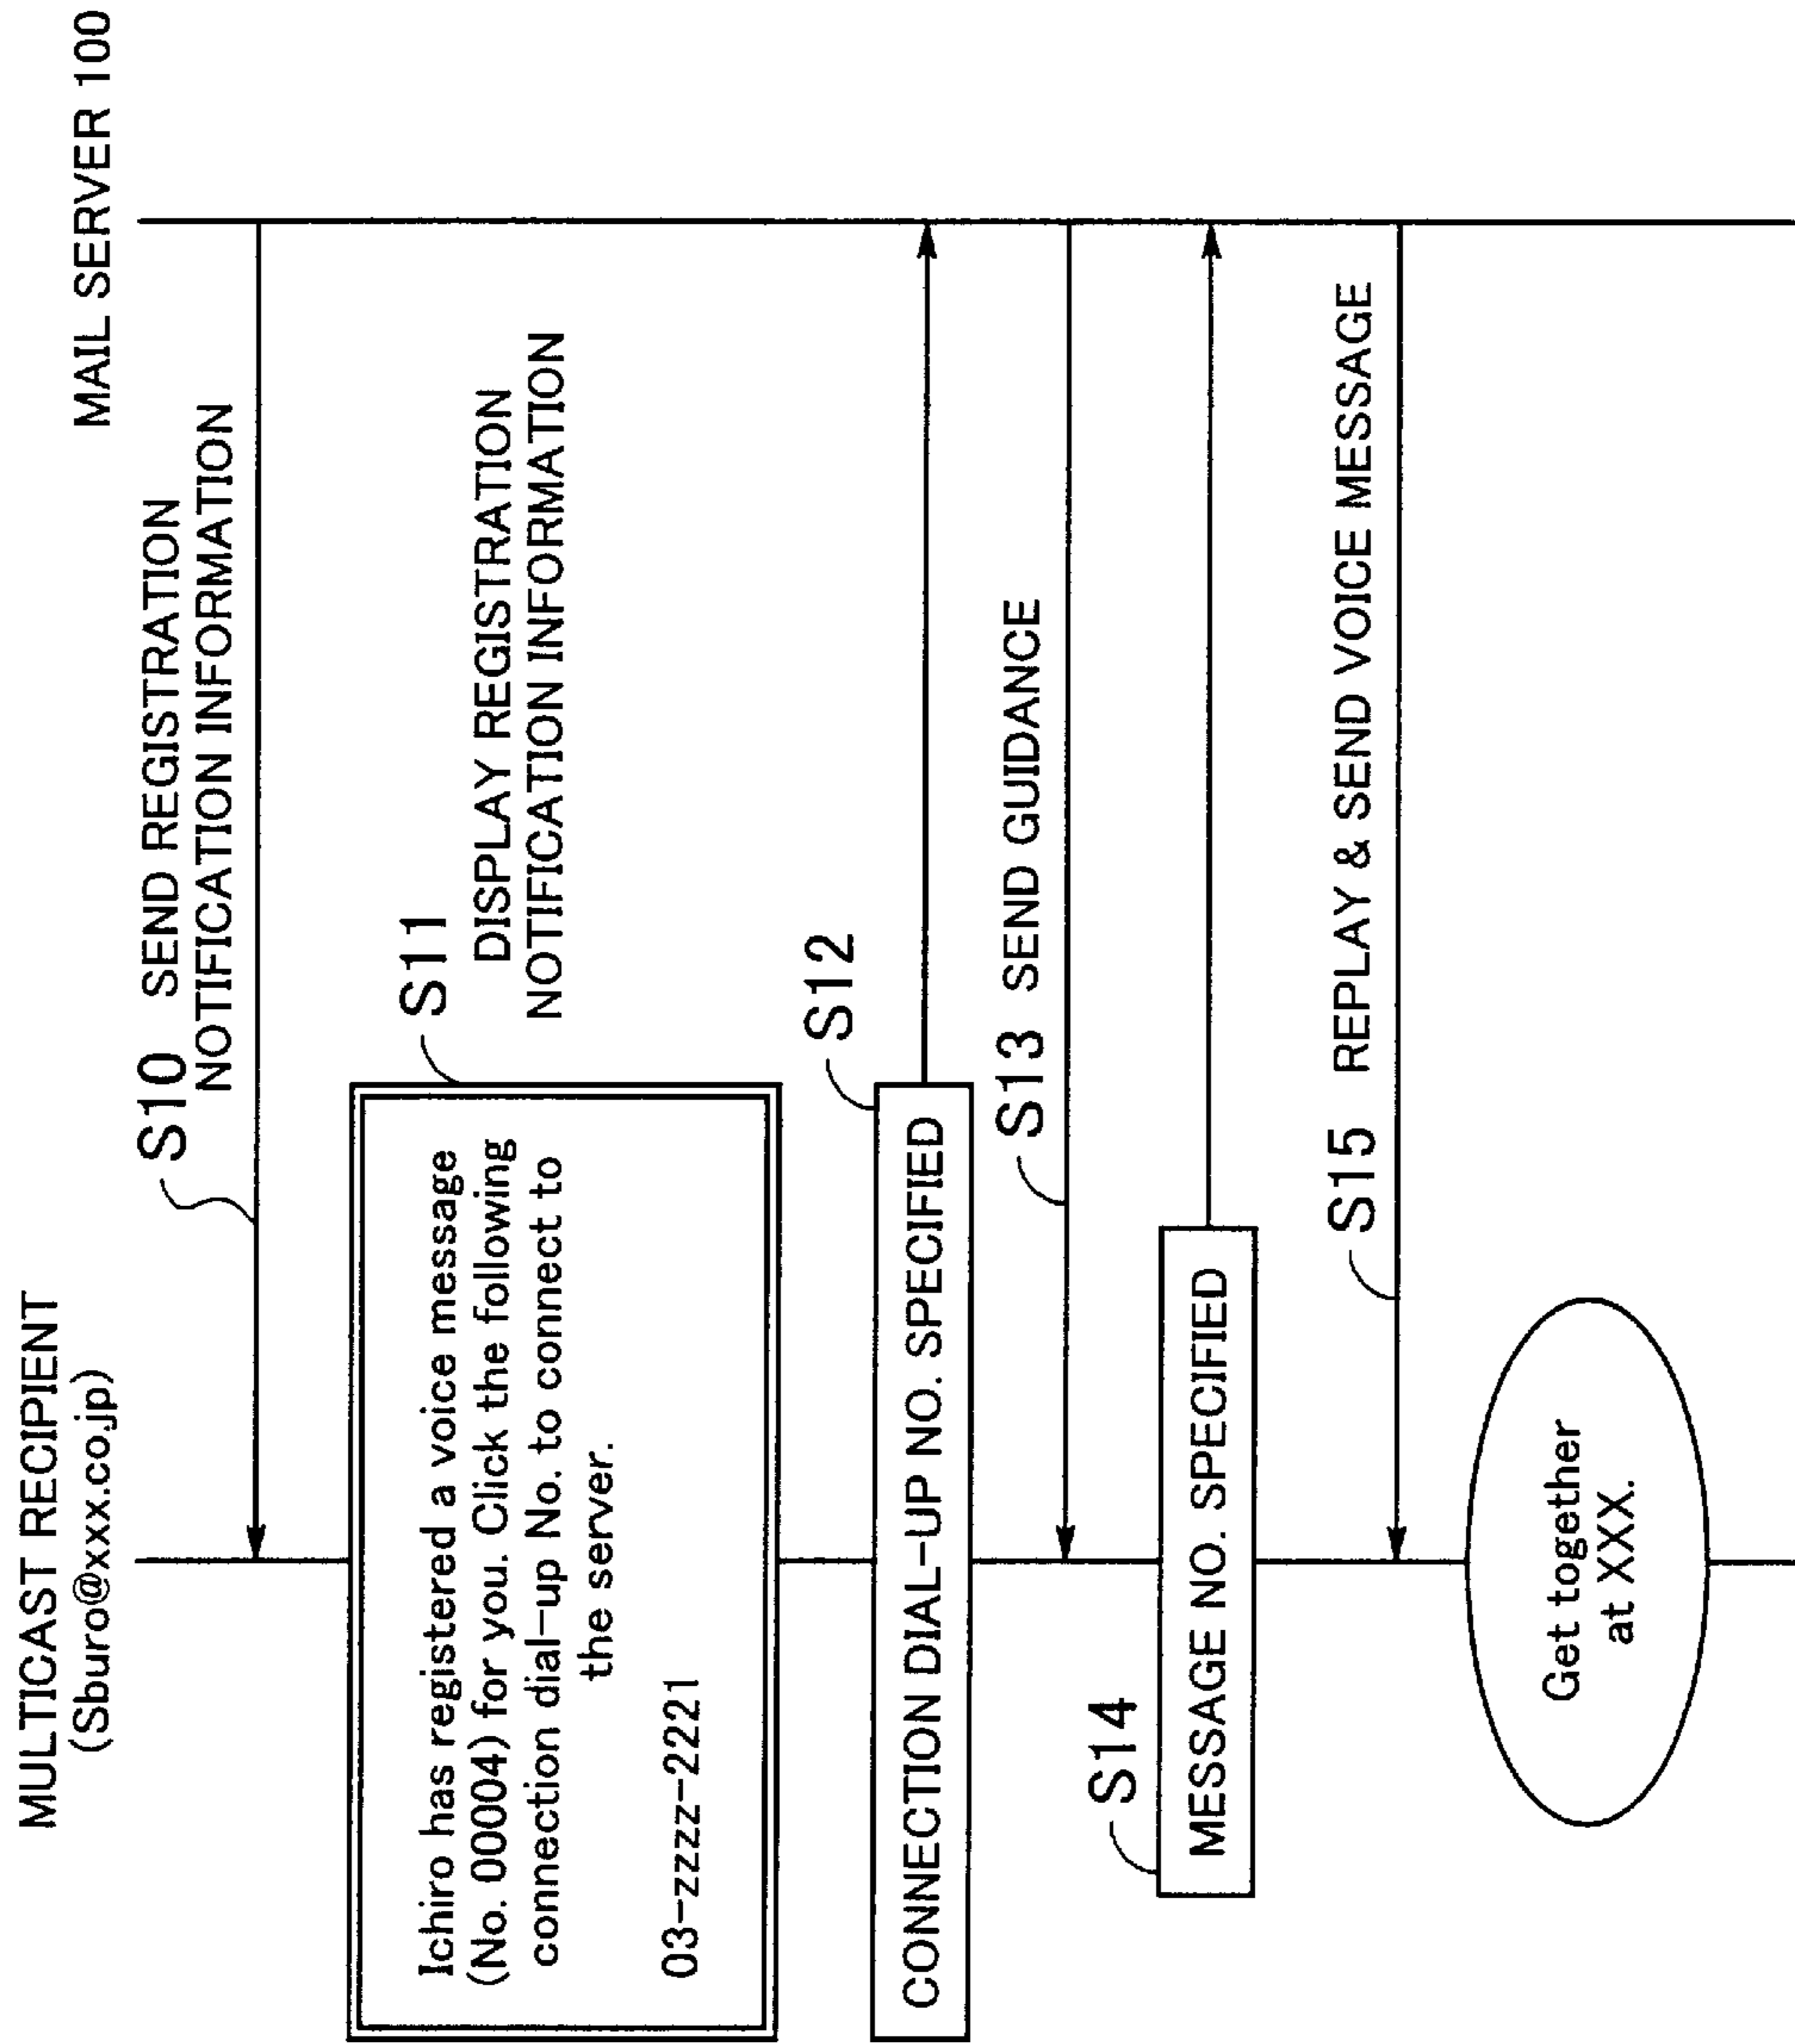 MULTICAST RECIPIENT
(Sburo@xxx.co.jp)
MAIL SERVER 100
S10 SEND REGISTRATION
NOTIFICATION INFORMATION
S11
DISPLAY REGISTRATION
NOTIFICATION INFORMATION
Ichiro has registered a voice message
(No. 00004) for you. Click the following
connection dial-up No. to connect to
the server.
03-zzzz-2221
S12
CONNECTION DIAL-UP NO. SPECIFIED
S13 SEND GUIDANCE
S14
MESSAGE NO. SPECIFIED
S15 REPLAY & SEND VOICE MESSAGE
Get together
at XXX.